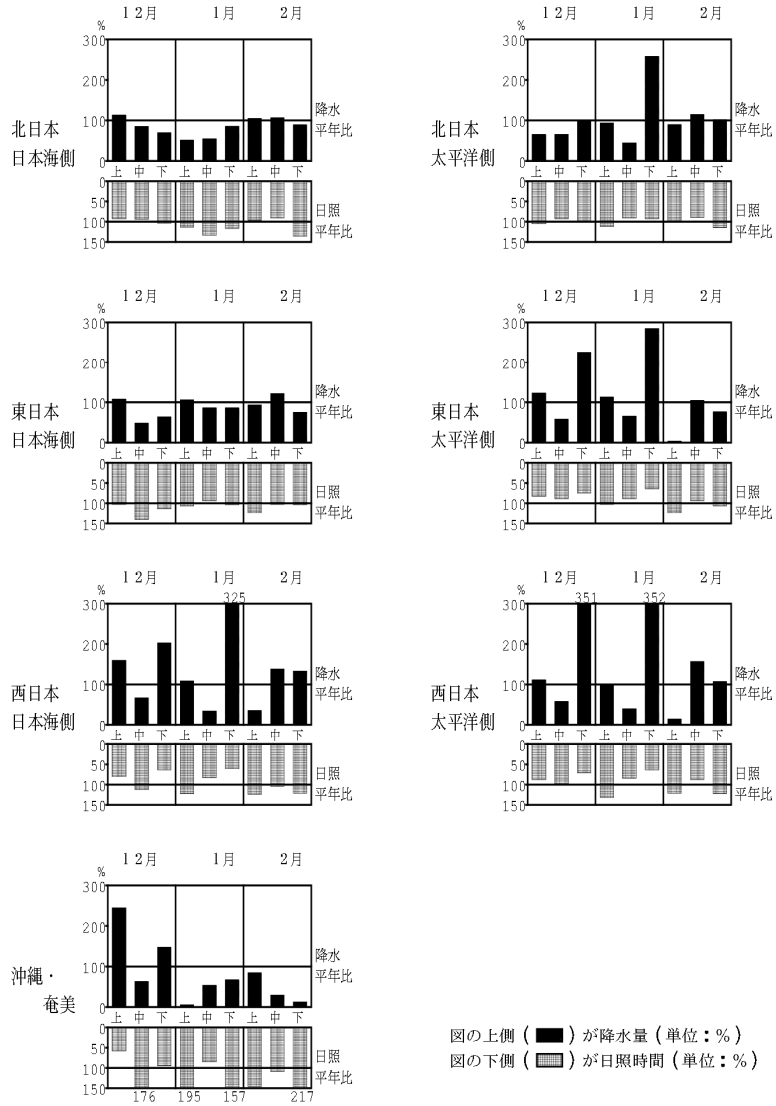 12月 1月 2月
%
300
200
100
0
降水
平年比
北日本
日本海側
上 中 下 上 中 下 上 中 下
0
50
100
150
日照
平年比
12月 1月 2月
%
300
200
100
0
降水
平年比
北日本
太平洋側
上 中 下 上 中 下 上 中 下
0
50
100
150
日照
平年比
12月 1月 2月
%
300
200
100
0
降水
平年比
東日本
日本海側
上 中 下 上 中 下 上 中 下
0
50
100
150
日照
平年比
12月 1月 2月
%
300
200
100
0
降水
平年比
東日本
太平洋側
上 中 下 上 中 下 上 中 下
0
50
100
150
日照
平年比
12月 1月 2月
%
325
300
200
100
0
降水
平年比
西日本
日本海側
上 中 下 上 中 下 上 中 下
0
50
100
150
日照
平年比
12月 1月 2月
%
351 352
300
200
100
0
降水
平年比
西日本
太平洋側
上 中 下 上 中 下 上 中 下
0
50
100
150
日照
平年比
12月 1月 2月
%
300
200
100
0
降水
平年比
沖縄・
奄美
上 中 下 上 中 下 上 中 下
0
50
100
150
日照
平年比
176 195 157 217
図の上側(■)が降水量(単位:%)
図の下側(▦)が日照時間(単位:%)